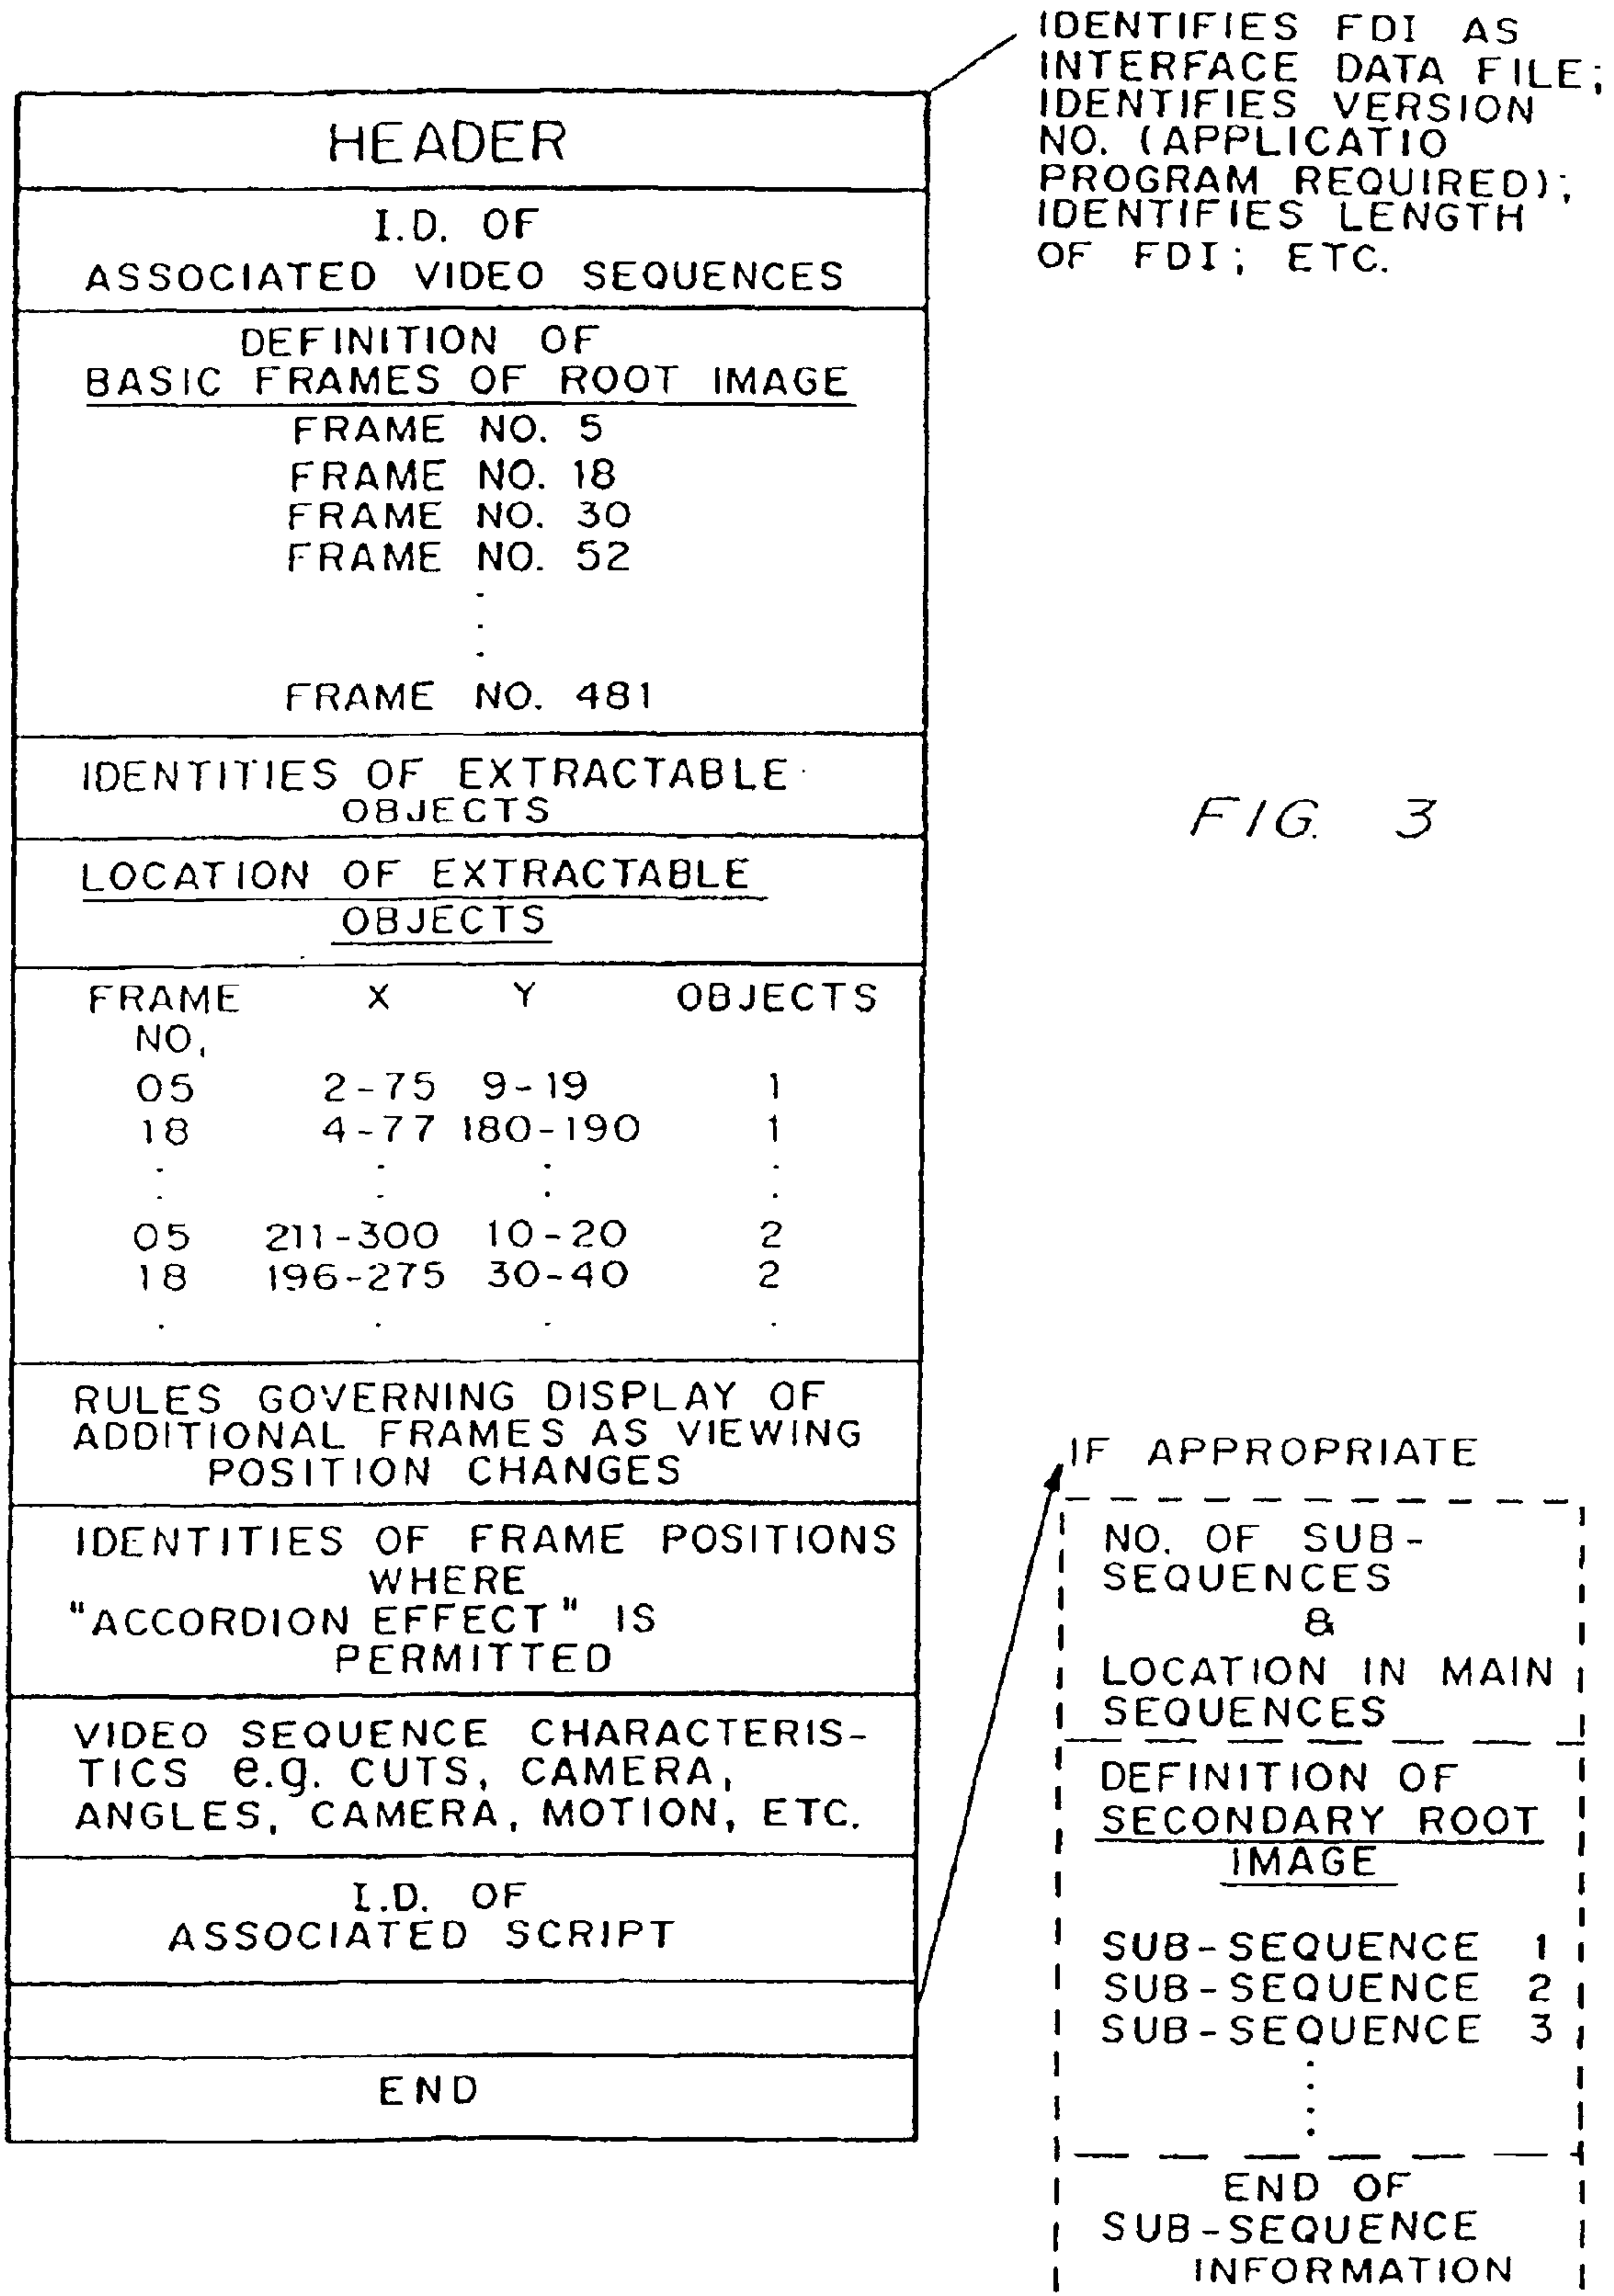 IDENTIFIES FDI AS
INTERFACE DATA FILE;
IDENTIFIES VERSION
NO. (APPLICATIO
PROGRAM REQUIRED);
IDENTIFIES LENGTH
OF FDI; ETC.
HEADER
I.D. OF
ASSOCIATED VIDEO SEQUENCES
DEFINITION OF
BASIC FRAMES OF ROOT IMAGE
FRAME NO. 5
FRAME NO. 18
FRAME NO. 30
FRAME NO. 52
.
.
.
FRAME NO. 481
IDENTITIES OF EXTRACTABLE
OBJECTS
FIG. 3
LOCATION OF EXTRACTABLE
OBJECTS
FRAME X Y OBJECTS
NO.
05 2-75 9-19 1
18 4-77 180-190 1
. . . .
. . . .
05 211-300 10-20 2
18 196-275 30-40 2
. . . .
RULES GOVERNING DISPLAY OF
ADDITIONAL FRAMES AS VIEWING
POSITION CHANGES
IDENTITIES OF FRAME POSITIONS
WHERE
"ACCORDION EFFECT" IS
PERMITTED
VIDEO SEQUENCE CHARACTERIS-
TICS e.g. CUTS, CAMERA,
ANGLES, CAMERA, MOTION, ETC.
I.D. OF
ASSOCIATED SCRIPT
END
IF APPROPRIATE
NO. OF SUB-
SEQUENCES
&
LOCATION IN MAIN
SEQUENCES
DEFINITION OF
SECONDARY ROOT
IMAGE
SUB-SEQUENCE 1
SUB-SEQUENCE 2
SUB-SEQUENCE 3
.
.
.
.
END OF
SUB-SEQUENCE
INFORMATION